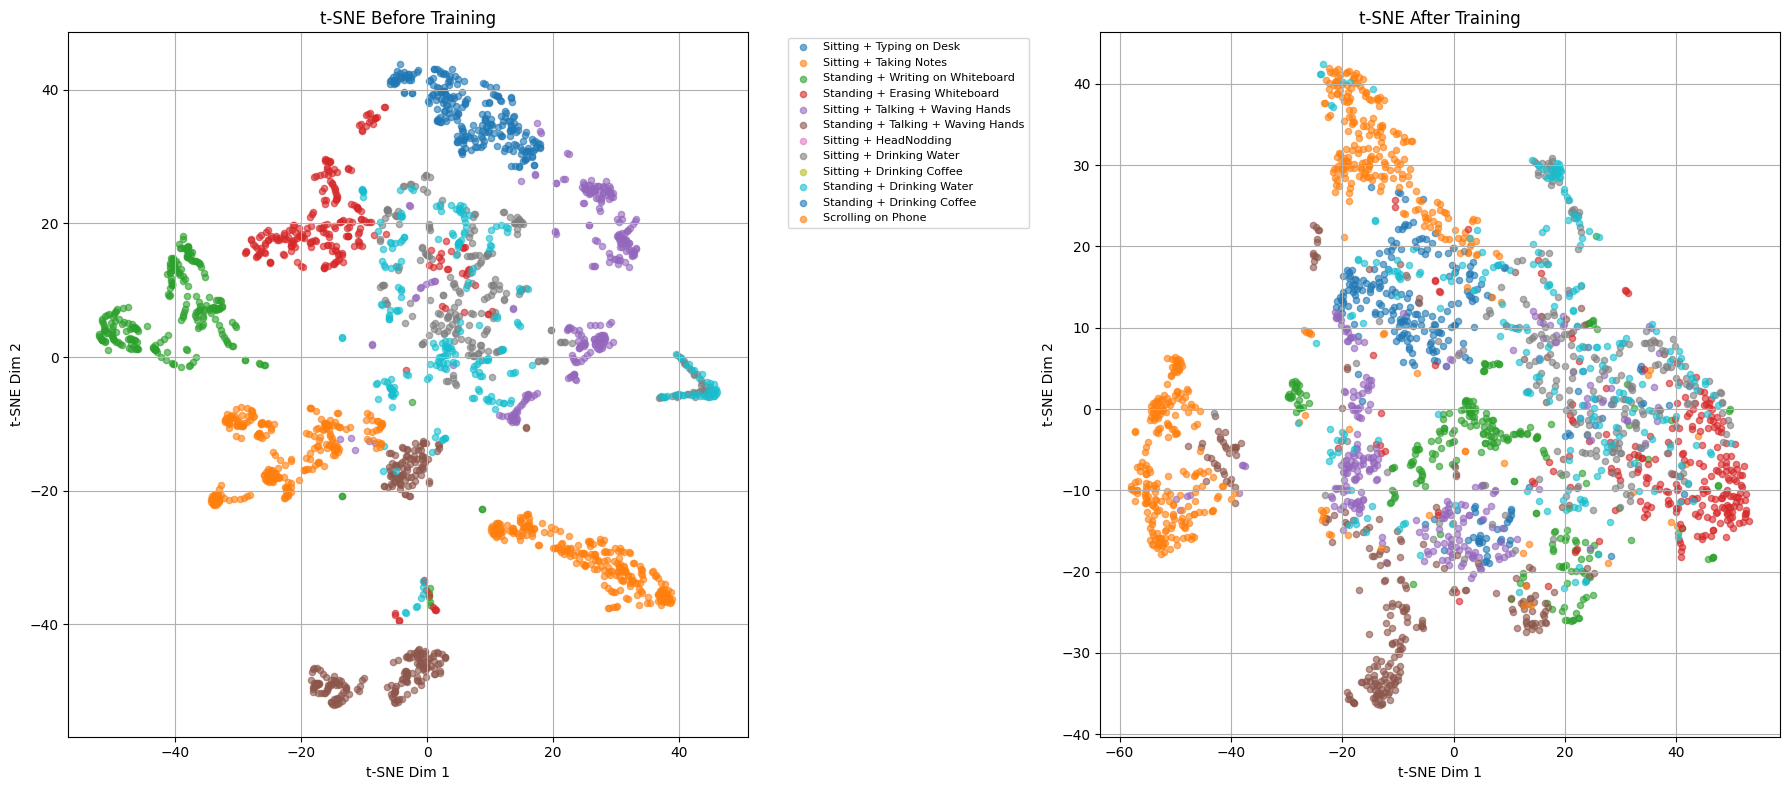 t-SNE Before Training
t-SNE Dim 2
40
20
0
−20
−40
−40
−20
0
20
40
t-SNE Dim 1
Sitting + Typing on Desk
Sitting + Taking Notes
Standing + Writing on Whiteboard
Standing + Erasing Whiteboard
Sitting + Talking + Waving Hands
Standing + Talking + Waving Hands
Sitting + HeadNodding
Sitting + Drinking Water
Sitting + Drinking Coffee
Standing + Drinking Water
Standing + Drinking Coffee
Scrolling on Phone
t-SNE After Training
t-SNE Dim 2
40
30
20
10
0
−10
−20
−30
−40
−60
−40
−20
0
20
40
t-SNE Dim 1